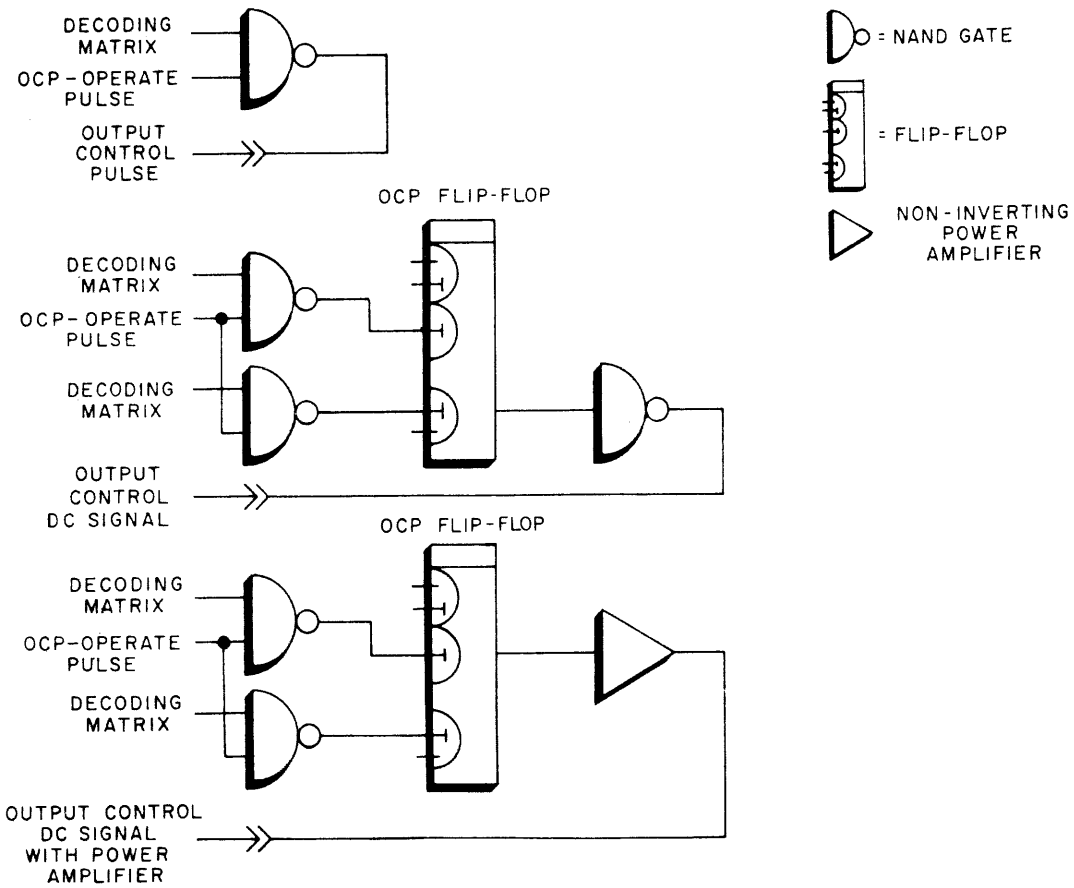 DECODING
MATRIX
OCP-OPERATE
PULSE
OUTPUT
CONTROL
PULSE
= NAND GATE
= FLIP-FLOP
NON-INVERTING
POWER
AMPLIFIER
OCP FLIP-FLOP
DECODING
MATRIX
OCP-OPERATE
PULSE
DECODING
MATRIX
OUTPUT
CONTROL
DC SIGNAL
OCP FLIP-FLOP
DECODING
MATRIX
OCP-OPERATE
PULSE
DECODING
MATRIX
OUTPUT CONTROL
DC SIGNAL
WITH POWER
AMPLIFIER